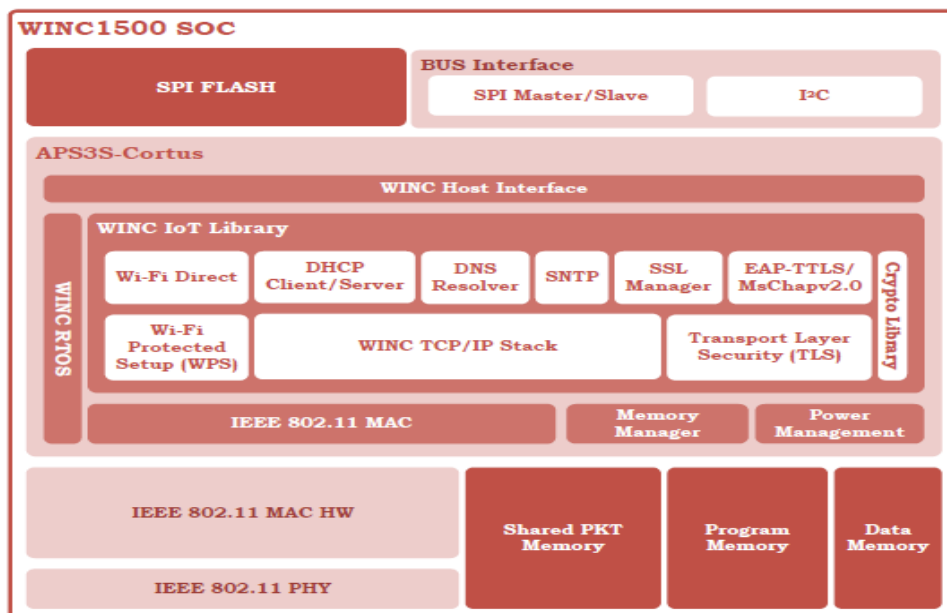 WINC1500 SOC
SPI FLASH
BUS Interface
SPI Master/Slave
I²C
APS3S-Cortus
WINC Host Interface
WINC RTOS
WINC IoT Library
Wi-Fi Direct
DHCP
Client/Server
DNS
Resolver
SNTP
SSL
Manager
EAP-TTLS/
MsChapv2.0
Crypto Library
Wi-Fi
Protected
Setup (WPS)
WINC TCP/IP Stack
Transport Layer
Security (TLS)
IEEE 802.11 MAC
Memory
Manager
Power
Management
IEEE 802.11 MAC HW
Shared PKT
Memory
Program
Memory
Data
Memory
IEEE 802.11 PHY